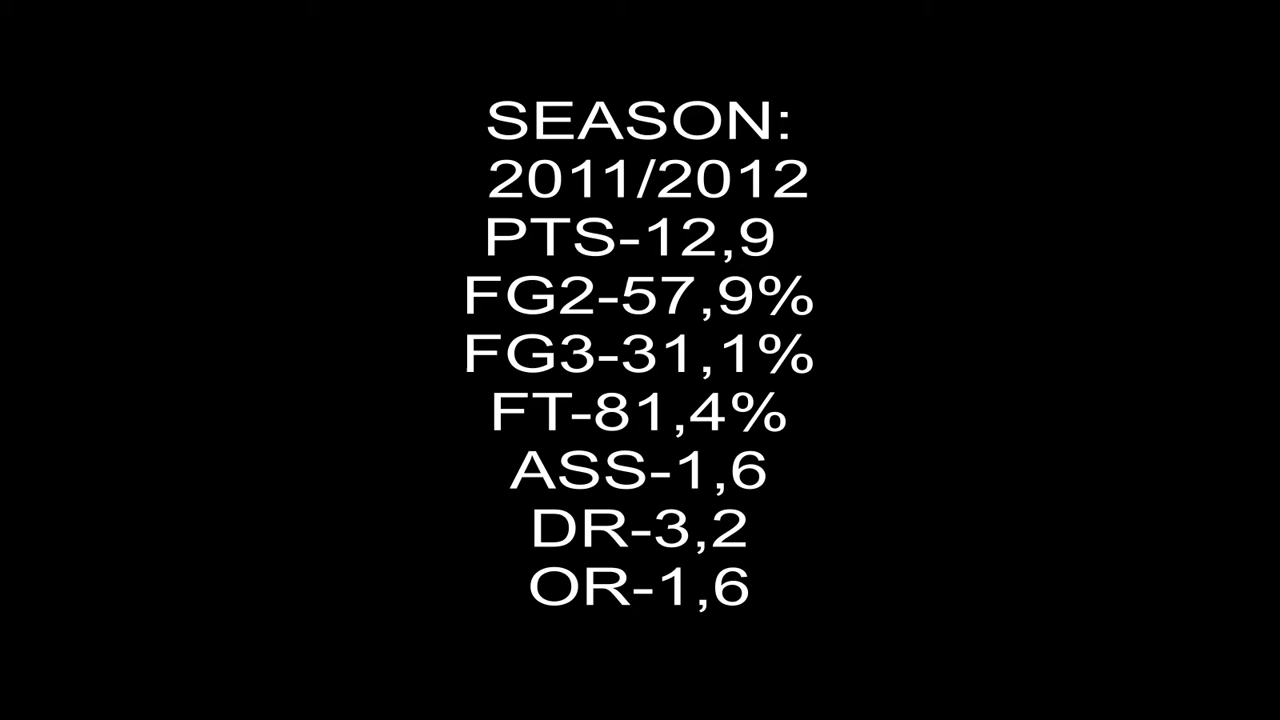 SEASON:
2011/2012
PTS-12,9
FG2-57,9%
FG3-31,1%
FT-81,4%
ASS-1,6
DR-3,2
OR-1,6